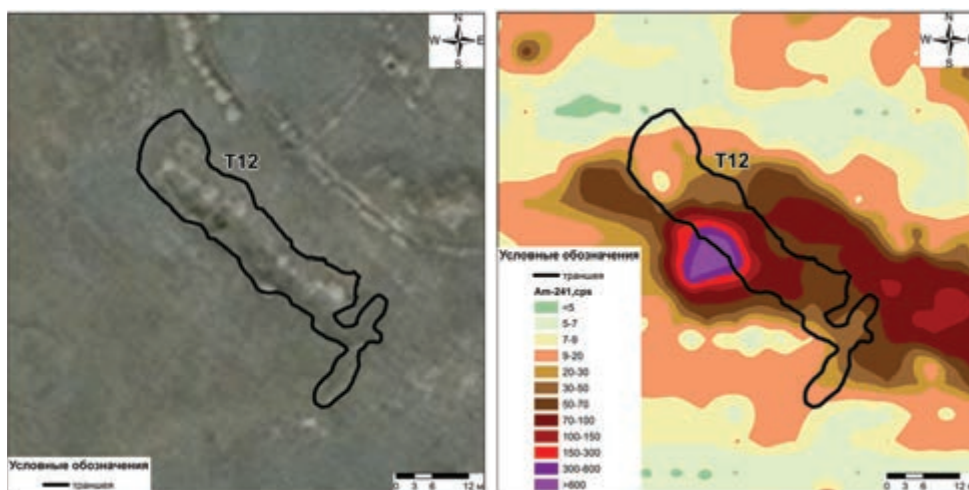 N
W E
S
T12
Условные обозначения
траншея
0 3 6 12 м
N
W E
S
T12
Условные обозначения
траншея
Am-241,cps
<5
5-7
7-9
9-20
20-30
30-50
50-70
70-100
100-150
150-300
300-600
>600
0 3 6 12 м